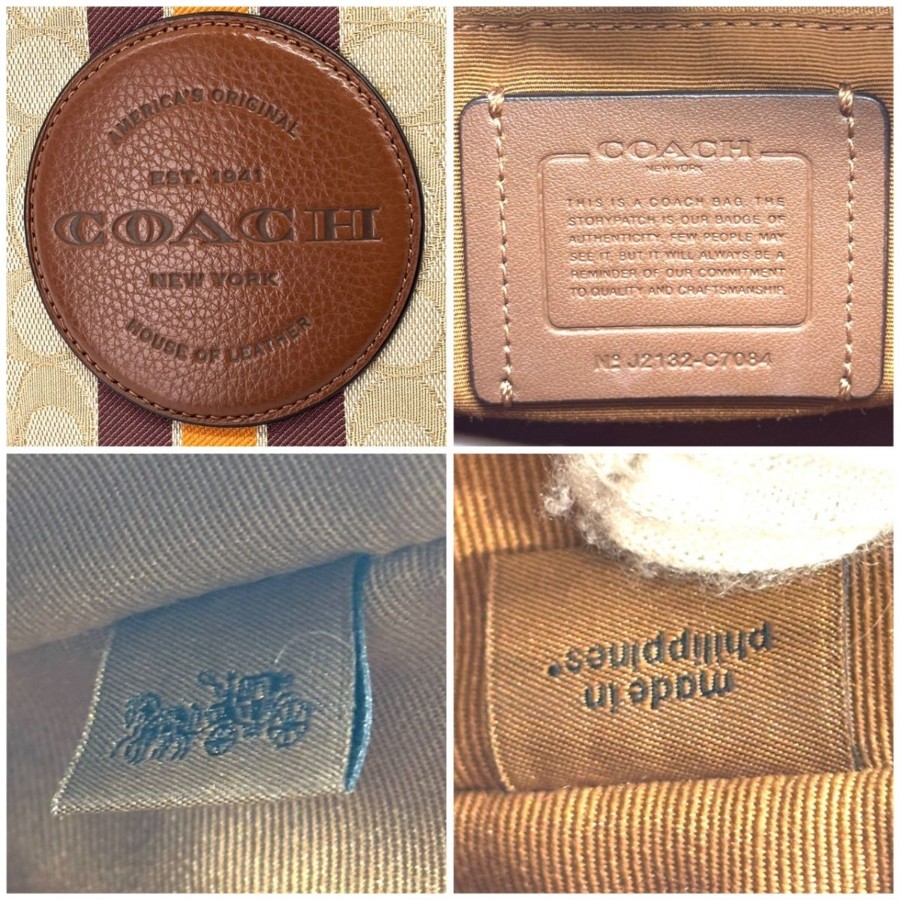 AMERICA'S ORIGINAL
EST. 1941
COACH
NEW YORK
HOUSE OF LEATHER
COACH
NEW YORK
THIS IS A COACH BAG. THE
STORYPATCH IS OUR BADGE OF
AUTHENTICITY. FEW PEOPLE MAY
SEE IT, BUT IT WILL ALWAYS BE A
REMINDER OF OUR COMMITMENT
TO QUALITY AND CRAFTSMANSHIP.
Nº J2132-C7084
made in
philippines*